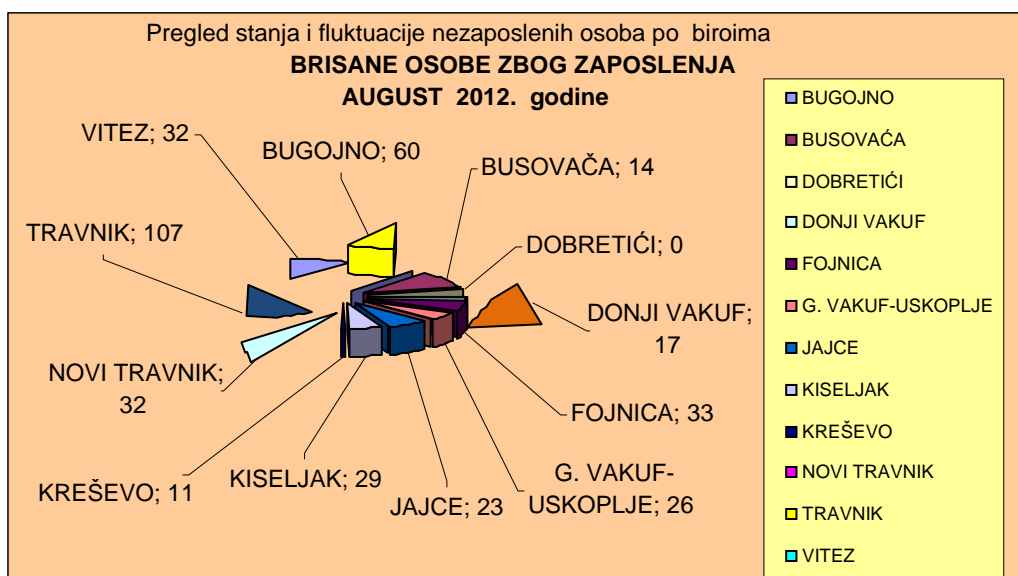 Pregled stanja i fluktuacije nezaposlenih osoba po  biroima
BRISANE OSOBE ZBOG ZAPOSLENJA
AUGUST  2012.  godine
VITEZ; 32
BUGOJNO; 60
BUSOVAČA; 14
TRAVNIK; 107
DOBRETIĆI; 0
DONJI VAKUF;
17
NOVI TRAVNIK;
32
FOJNICA; 33
G. VAKUF-
USKOPLJE; 26
KISELJAK; 29
KREŠEVO; 11
JAJCE; 23
BUGOJNO
BUSOVAĆA
DOBRETIĆI
DONJI VAKUF
FOJNICA
G. VAKUF-USKOPLJE
JAJCE
KISELJAK
KREŠEVO
NOVI TRAVNIK
TRAVNIK
VITEZ